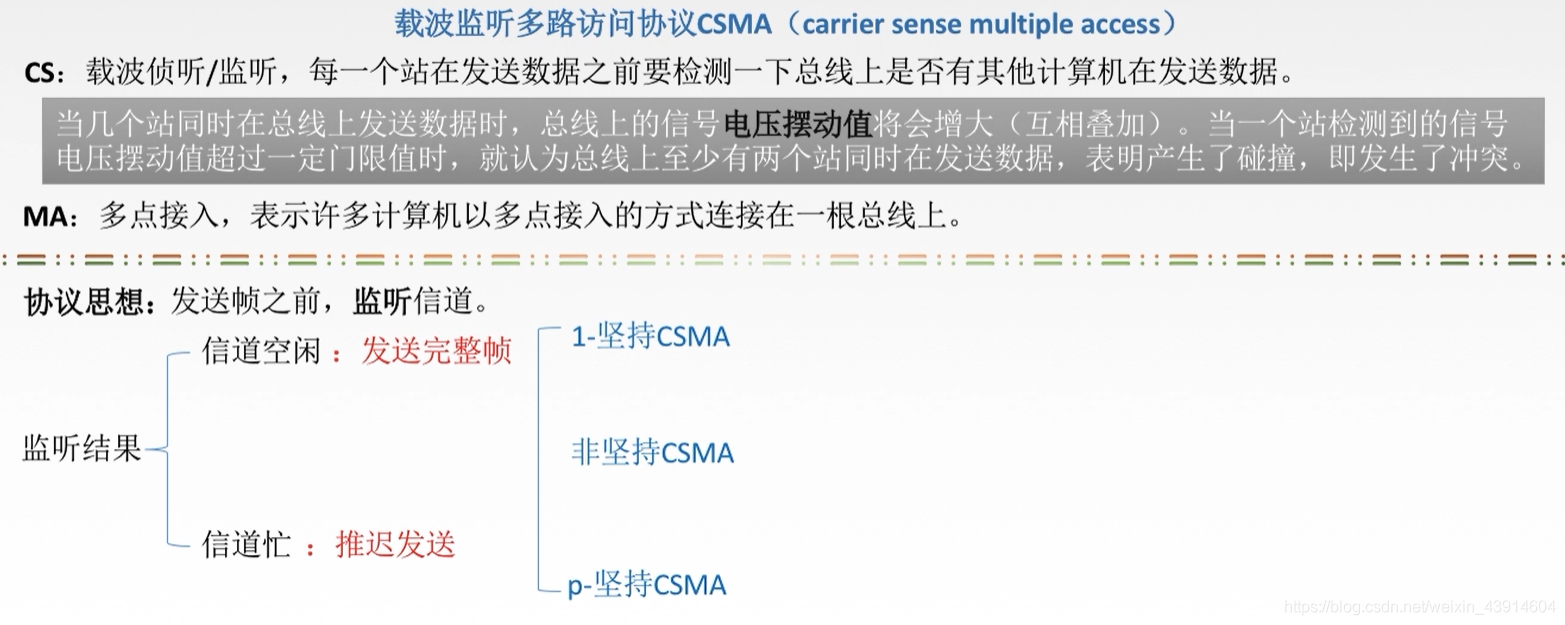 载波监听多路访问协议CSMA（carrier sense multiple access）
CS：载波侦听/监听，每一个站在发送数据之前要检测一下总线上是否有其他计算机在发送数据。
当几个站同时在总线上发送数据时，总线上的信号电压摆动值将会增大（互相叠加）。当一个站检测到的信号
电压摆动值超过一定门限值时，就认为总线上至少有两个站同时在发送数据，表明产生了碰撞，即发生了冲突。
MA：多点接入，表示许多计算机以多点接入的方式连接在一根总线上。
协议思想：发送帧之前，监听信道。
监听结果
信道空闲：发送完整帧
信道忙：推迟发送
1-坚持CSMA
非坚持CSMA
p-坚持CSMA
https://blog.csdn.net/weixin_43914604